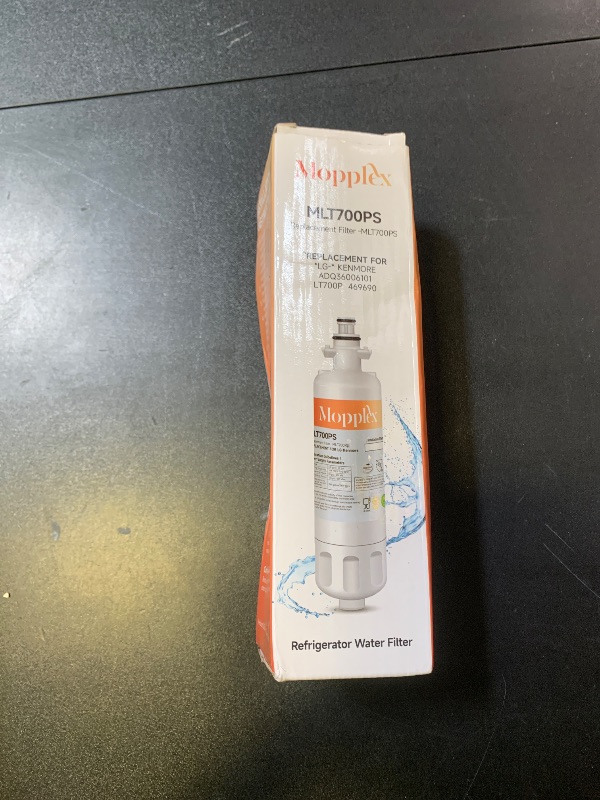 Mopplex
MLT700PS
Replacement Filter -MLT700PS
*REPLACEMENT FOR
*LG-* KENMORE
ADQ36006101
LT700P 469690
Mopplex
LT700PS
Refrigerator Water Filter